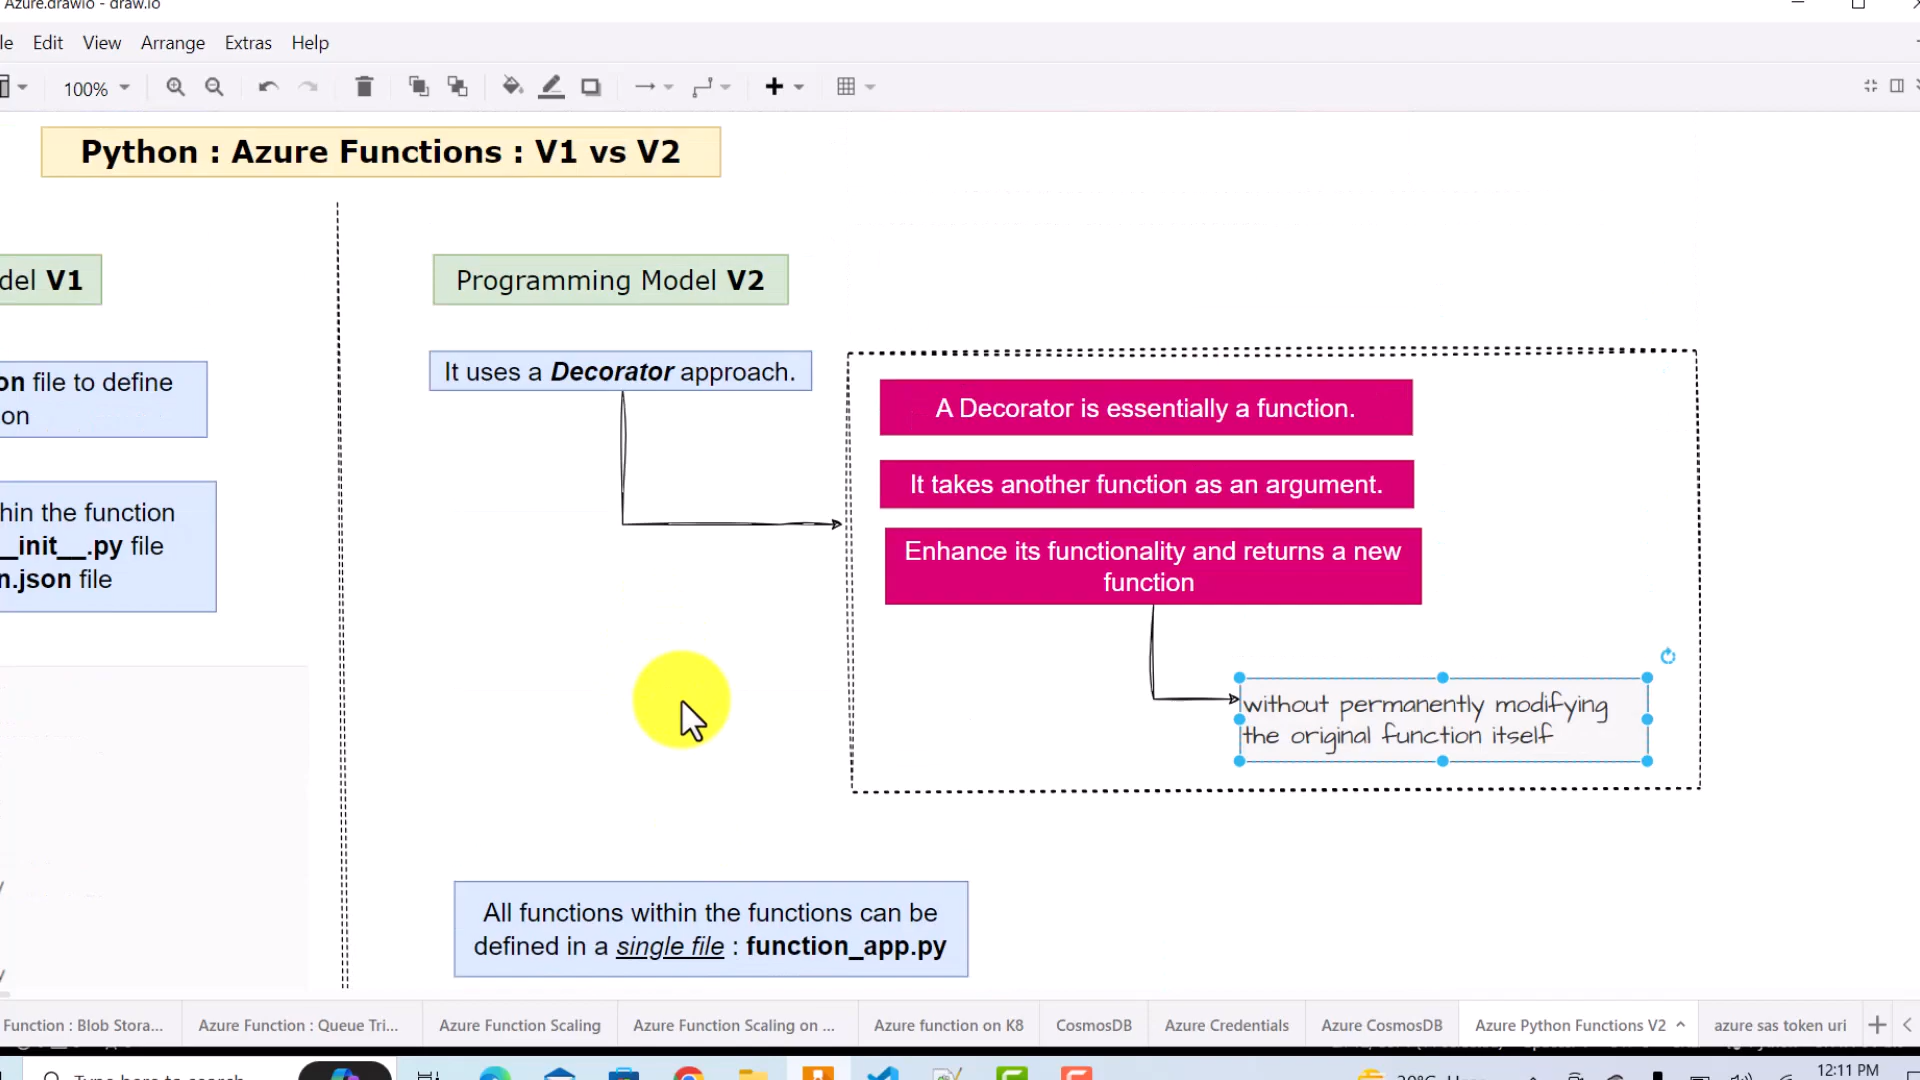 Azure.drawio - draw.io
le Edit View Arrange Extras Help
100%
Python : Azure Functions : V1 vs V2
del V1
Programming Model V2
on file to define
on
It uses a Decorator approach.
A Decorator is essentially a function.
It takes another function as an argument.
Enhance its functionality and returns a new
function
hin the function
__init__.py file
n.json file
without permanently modifying
the original function itself
All functions within the functions can be
defined in a single file : function_app.py
Function : Blob Stora... Azure Function : Queue Tri... Azure Function Scaling Azure Function Scaling on ... Azure function on K8 CosmosDB Azure Credentials Azure CosmosDB Azure Python Functions V2 azure sas token uri
Type here to search
12:11 PM